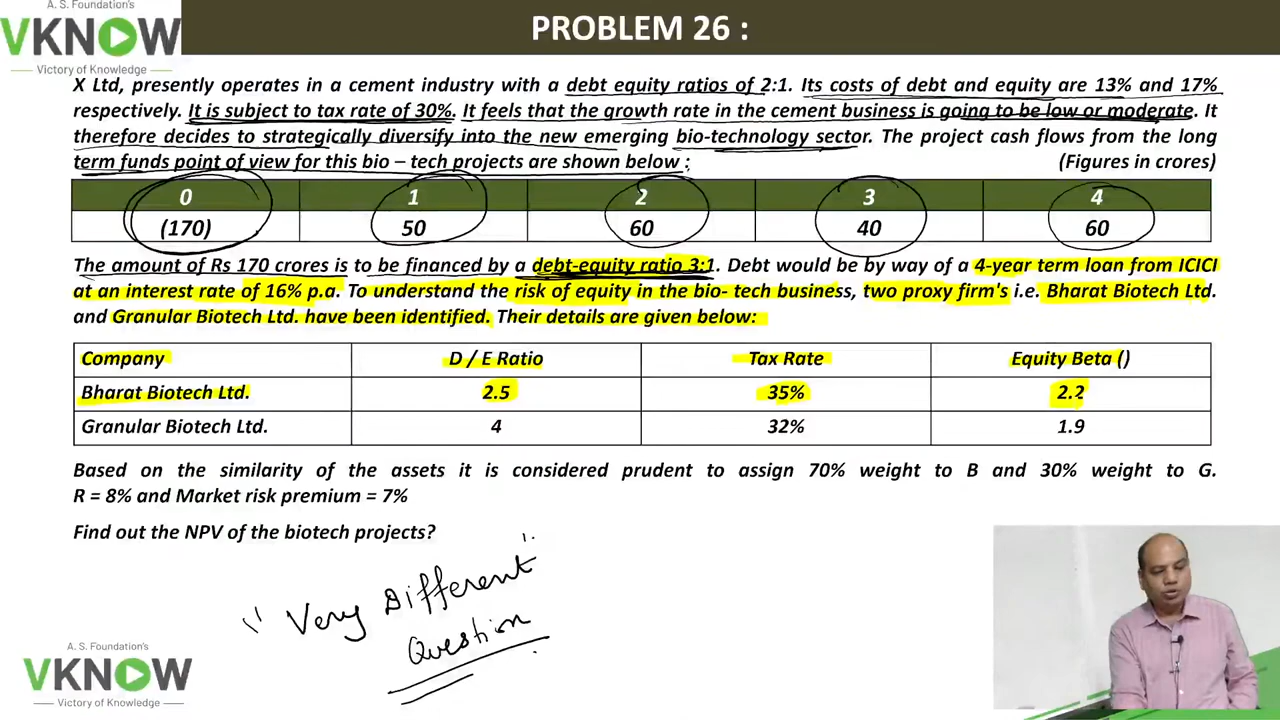 A. S. Foundation's
VKNOW
Victory of Knowledge
PROBLEM 26 :
X Ltd, presently operates in a cement industry with a debt equity ratios of 2:1. Its costs of debt and equity are 13% and 17%
respectively. It is subject to tax rate of 30%. It feels that the growth rate in the cement business is going to be low or moderate. It
therefore decides to strategically diversify into the new emerging bio-technology sector. The project cash flows from the long
term funds point of view for this bio – tech projects are shown below : (Figures in crores)
0 1 2 3 4
(170) 50 60 40 60
The amount of Rs 170 crores is to be financed by a debt-equity ratio 3:1. Debt would be by way of a 4-year term loan from ICICI
at an interest rate of 16% p.a. To understand the risk of equity in the bio- tech business, two proxy firm's i.e. Bharat Biotech Ltd.
and Granular Biotech Ltd. have been identified. Their details are given below:
Company D / E Ratio Tax Rate Equity Beta ()
Bharat Biotech Ltd. 2.5 35% 2.2
Granular Biotech Ltd. 4 32% 1.9
Based on the similarity of the assets it is considered prudent to assign 70% weight to B and 30% weight to G.
R = 8% and Market risk premium = 7%
Find out the NPV of the biotech projects?
"Very Different"
Question
A. S. Foundation's
VKNOW
Victory of Knowledge